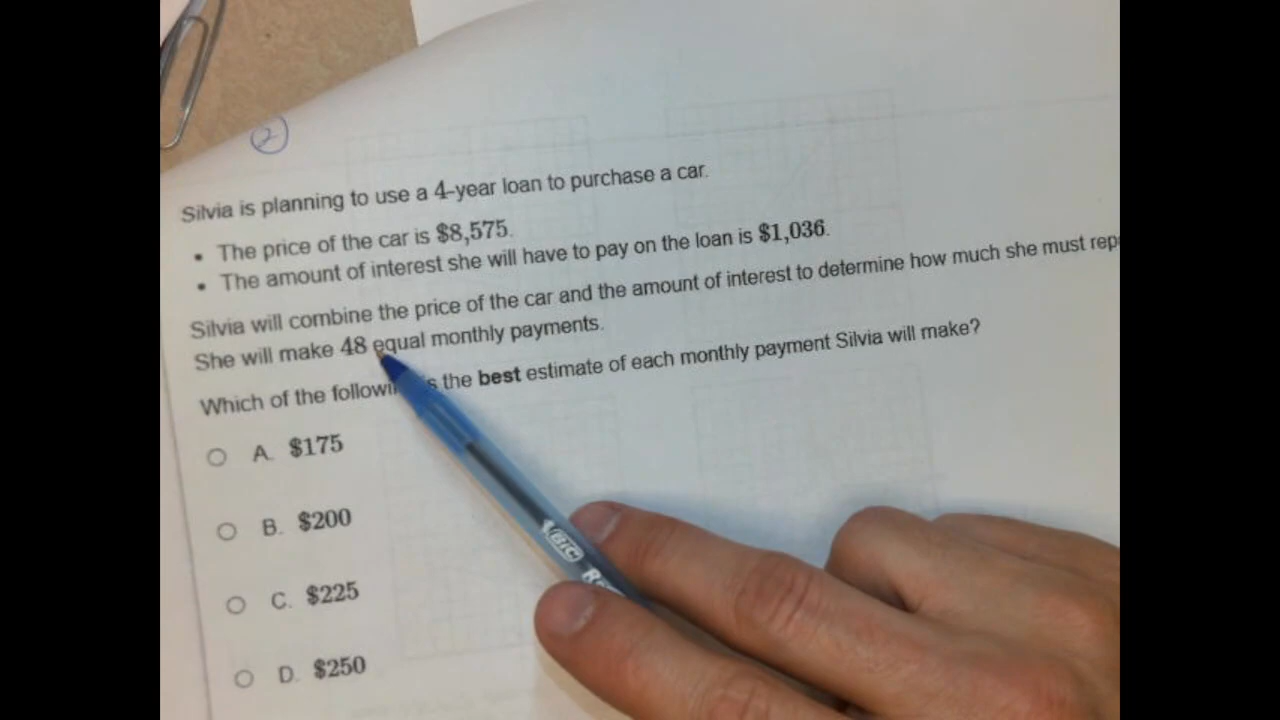 2
Silvia is planning to use a 4-year loan to purchase a car.
• The price of the car is $8,575.
• The amount of interest she will have to pay on the loan is $1,036.
Silvia will combine the price of the car and the amount of interest to determine how much she must
She will make 48 equal monthly payments.
Which of the the best estimate of each monthly payment Silvia will make?
A. $175
B. $200
C. $225
D. $250
BIC